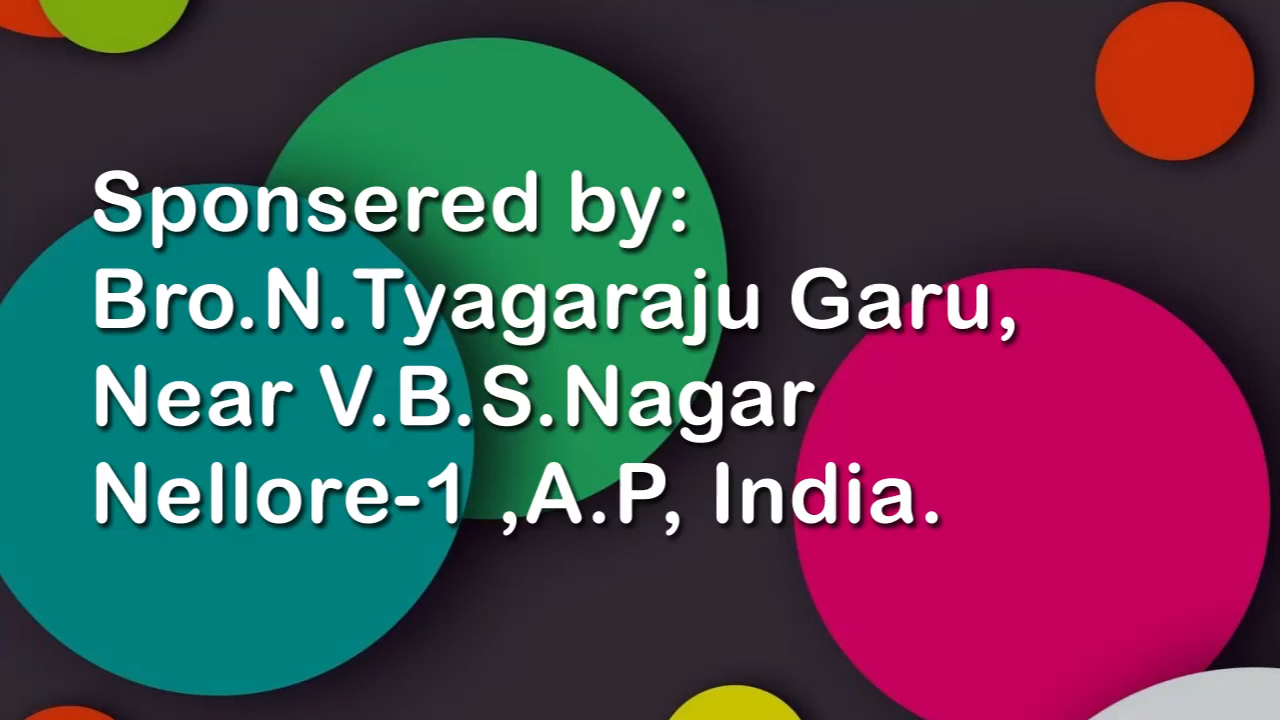 Sponsered by:
Bro.N.Tyagaraju Garu,
Near V.B.S.Nagar
Nellore-1 ,A.P, India.